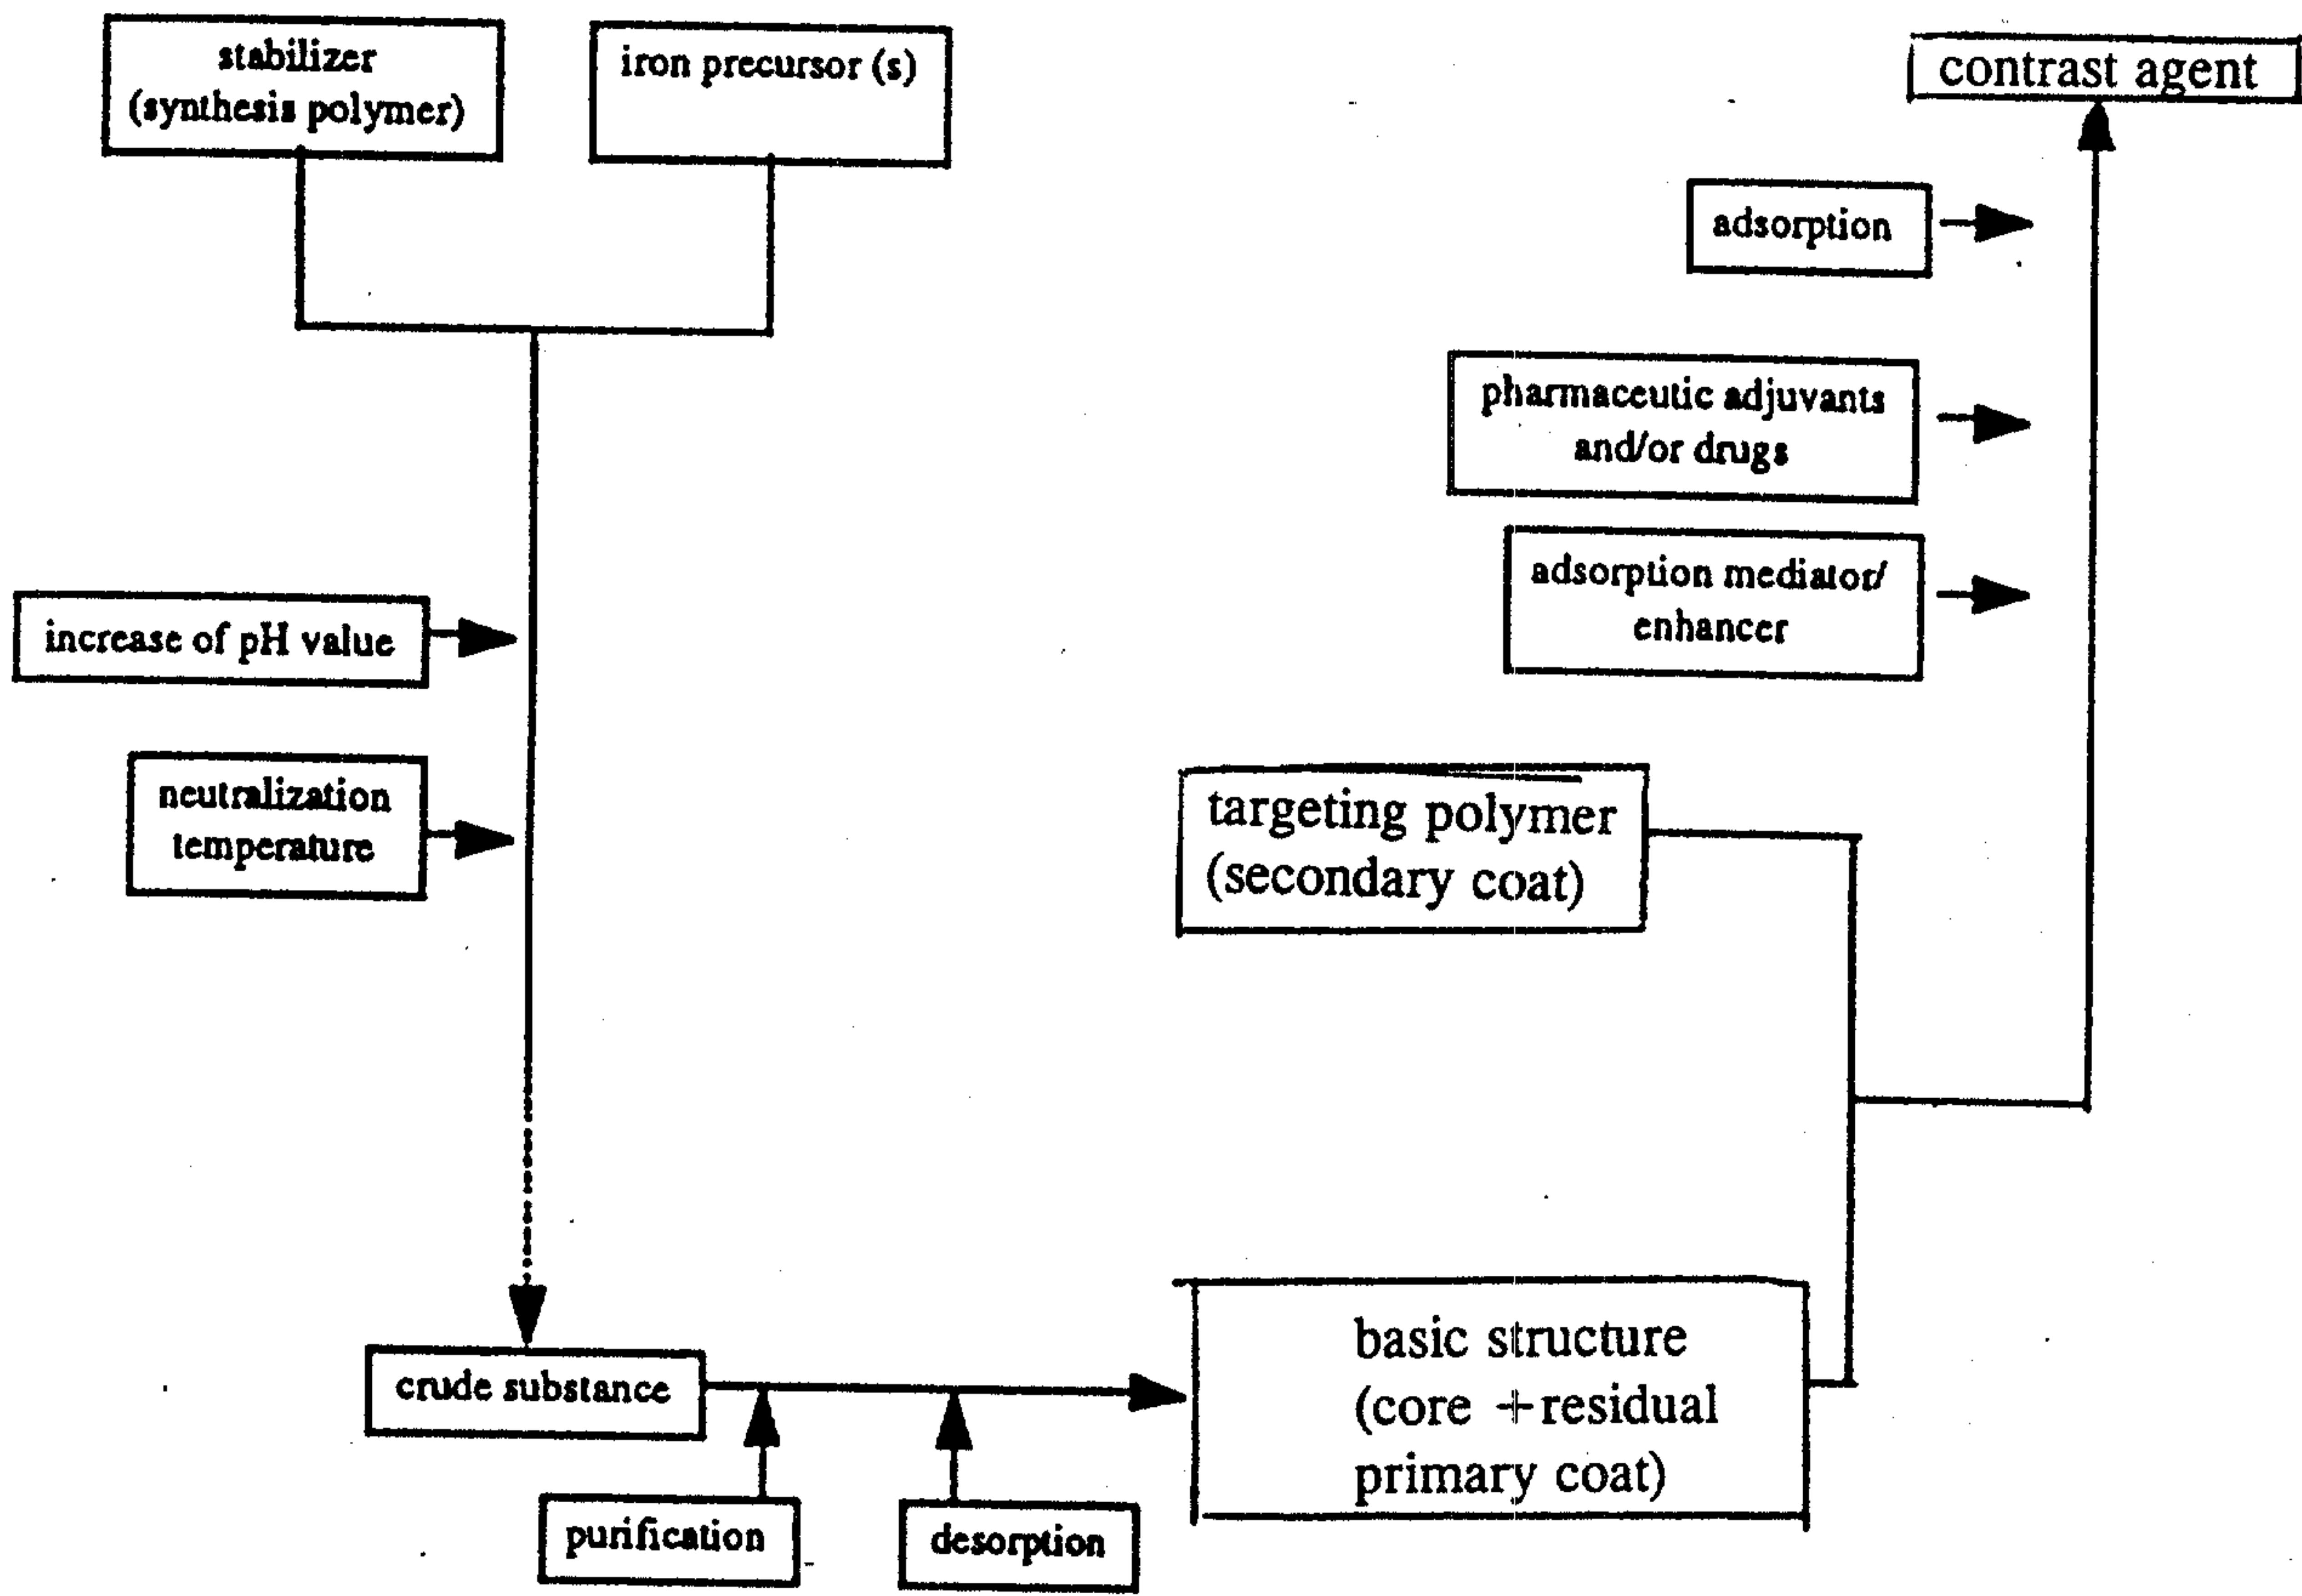 stabilizer
(synthesis polymer)
iron precursor (s)
contrast agent
adsorption
pharmaceutic adjuvants
and/or drugs
adsorption mediator/
enhancer
increase of pH value
neutralization
temperature
targeting polymer
(secondary coat)
crude substance
basic structure
(core +residual
primary coat)
purification
desorption